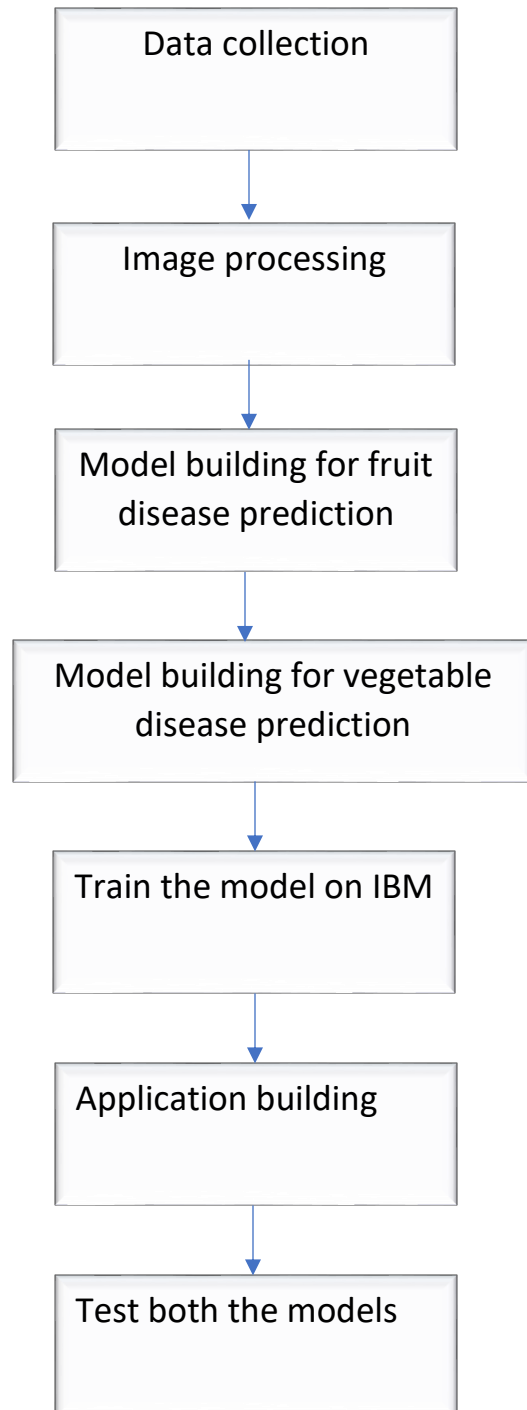 Data collection
Image processing
Model building for fruit
disease prediction
Model building for vegetable
disease prediction
Train the model on IBM
Application building
Test both the models